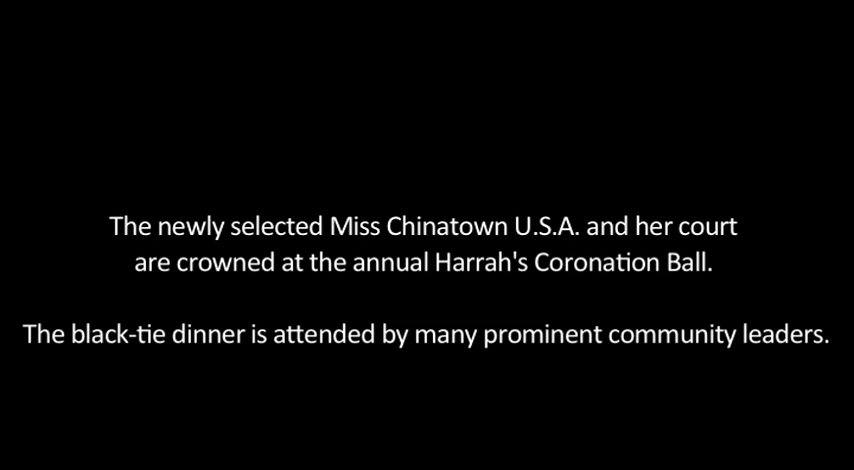 The newly selected Miss Chinatown U.S.A. and her court
are crowned at the annual Harrah's Coronation Ball.
The black-tie dinner is attended by many prominent community leaders.